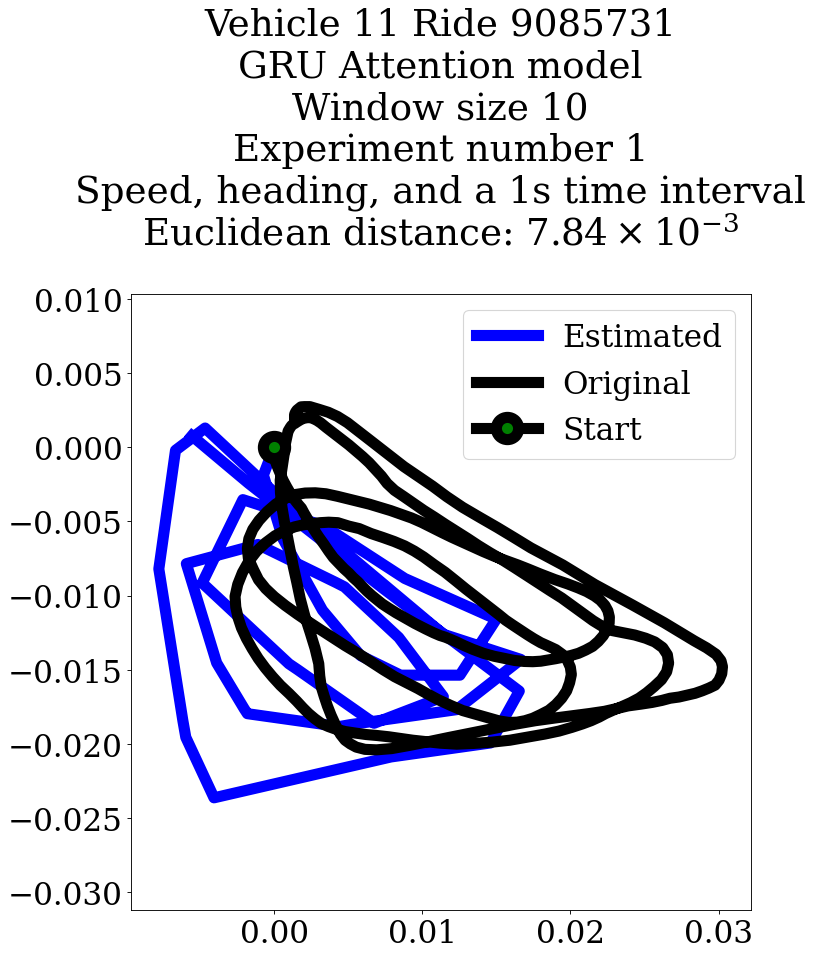 Vehicle 11 Ride 9085731
GRU Attention model
Window size 10
Experiment number 1
Speed, heading, and a 1s time interval
Euclidean distance: 7.84 × 10⁻³
Estimated
Original
Start
0.010
0.005
0.000
−0.005
−0.010
−0.015
−0.020
−0.025
−0.030
0.00 0.01 0.02 0.03